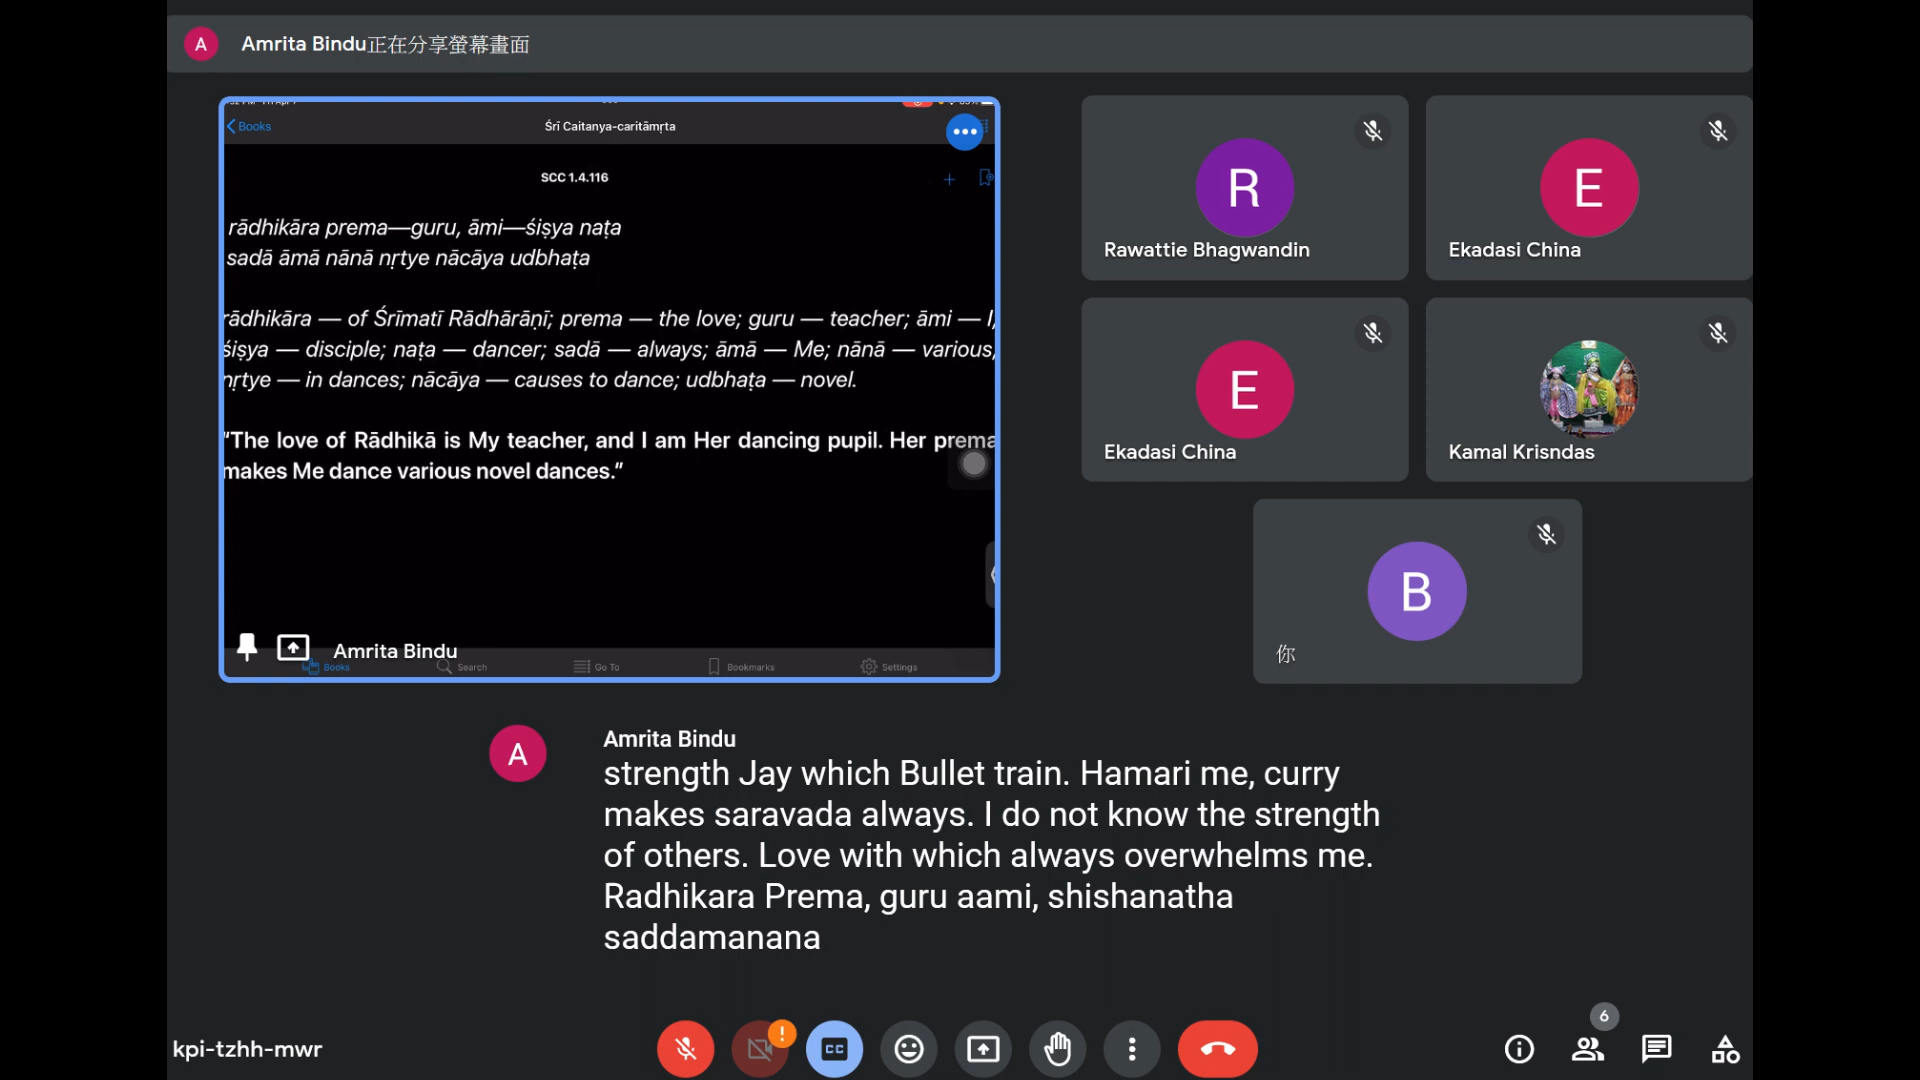 A
Amrita Bindu正在分享螢幕畫面
Books
Śrī Caitanya-caritāmṛta
SCC 1.4.116
rādhikāra prema—guru, āmi—śiṣya naṭa
sadā āmā nānā nṛtye nācāya udbhaṭa
rādhikāra — of Śrīmatī Rādhārāṇī; prema — the love; guru — teacher; āmi — I;
śiṣya — disciple; naṭa — dancer; sadā — always; āmā — Me; nānā — various;
nṛtye — in dances; nācāya — causes to dance; udbhaṭa — novel.
"The love of Rādhikā is My teacher, and I am Her dancing pupil. Her prema
makes Me dance various novel dances."
Amrita Bindu
Books
Search
Go To
Bookmarks
Settings
R
Rawattie Bhagwandin
E
Ekadasi China
E
Ekadasi China
Kamal Krisndas
B
你
A
Amrita Bindu
strength Jay which Bullet train. Hamari me, curry
makes saravada always. I do not know the strength
of others. Love with which always overwhelms me.
Radhikara Prema, guru aami, shishanatha
saddamanana
kpi-tzhh-mwr
CC
6